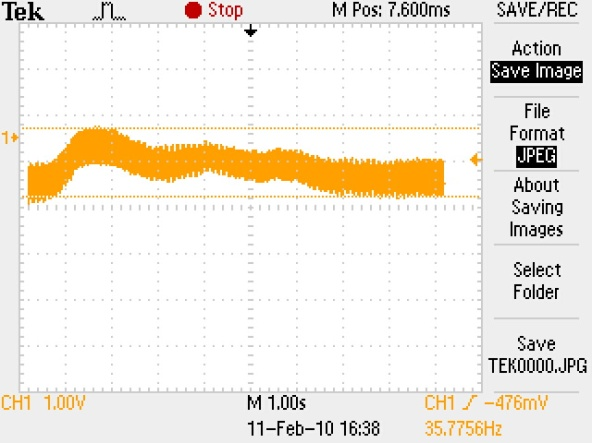 Tek Stop M Pos: 7.600ms SAVE/REC
Action
Save Image
File
Format
JPEG
About
Saving
Images
Select
Folder
Save
TEK0000.JPG
1
CH1 1.00V M 1.00s CH1 -476mV
11-Feb-10 16:38 35.7756Hz